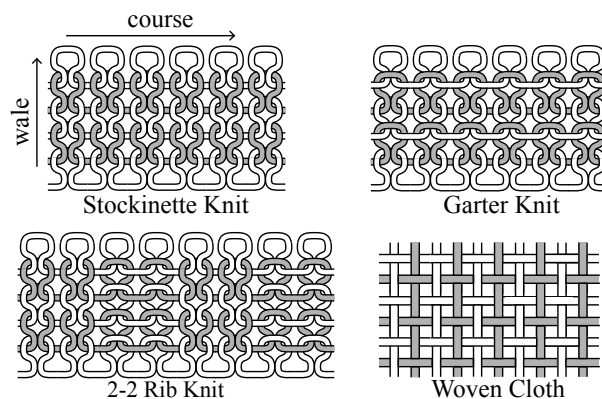 course
wale
Stockinette Knit
Garter Knit
2-2 Rib Knit
Woven Cloth